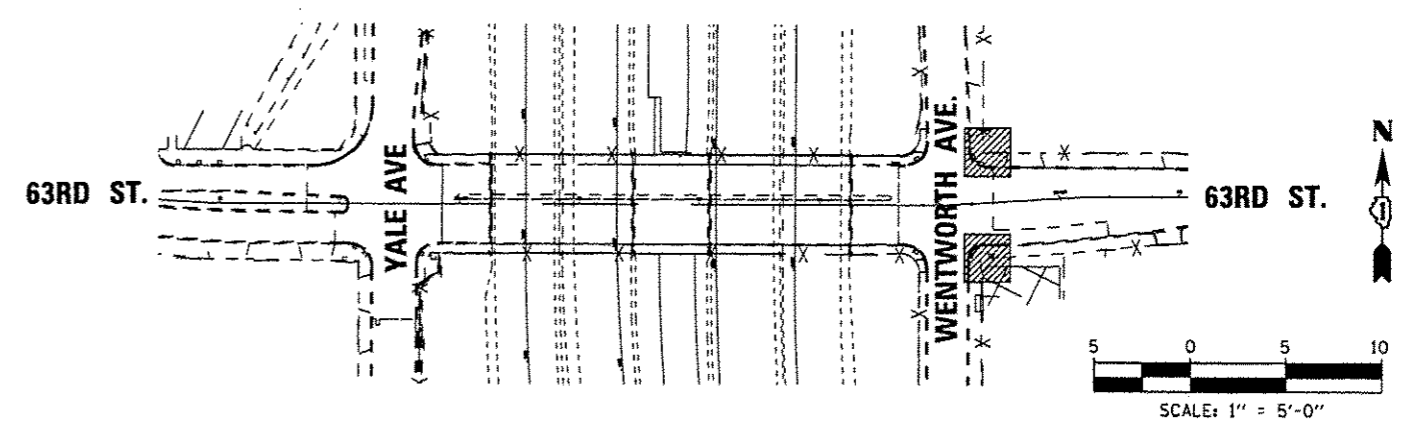 63RD ST.
YALE AVE
WENTWORTH AVE.
63RD ST.
N
5 0 5 10
SCALE: 1" = 5'-0"